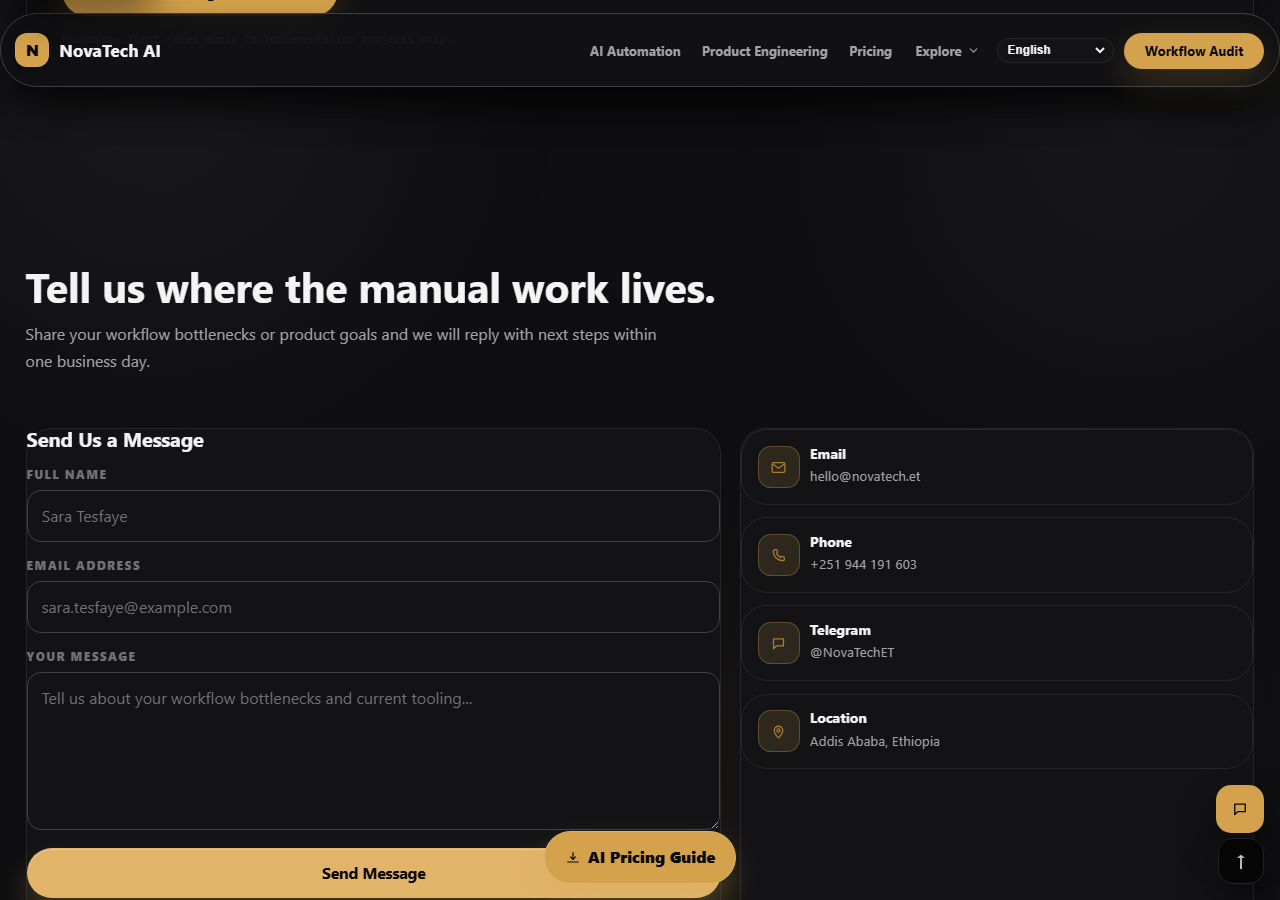 N NovaTech AI
AI Automation
Product Engineering
Pricing
Explore
English
Workflow Audit
Tell us where the manual work lives.
Share your workflow bottlenecks or product goals and we will reply with next steps within
one business day.
Send Us a Message
FULL NAME
Sara Tesfaye
EMAIL ADDRESS
sara.tesfaye@example.com
YOUR MESSAGE
Tell us about your workflow bottlenecks and current tooling...
Send Message
AI Pricing Guide
Email
hello@novatech.et
Phone
+251 944 191 603
Telegram
@NovaTechET
Location
Addis Ababa, Ethiopia